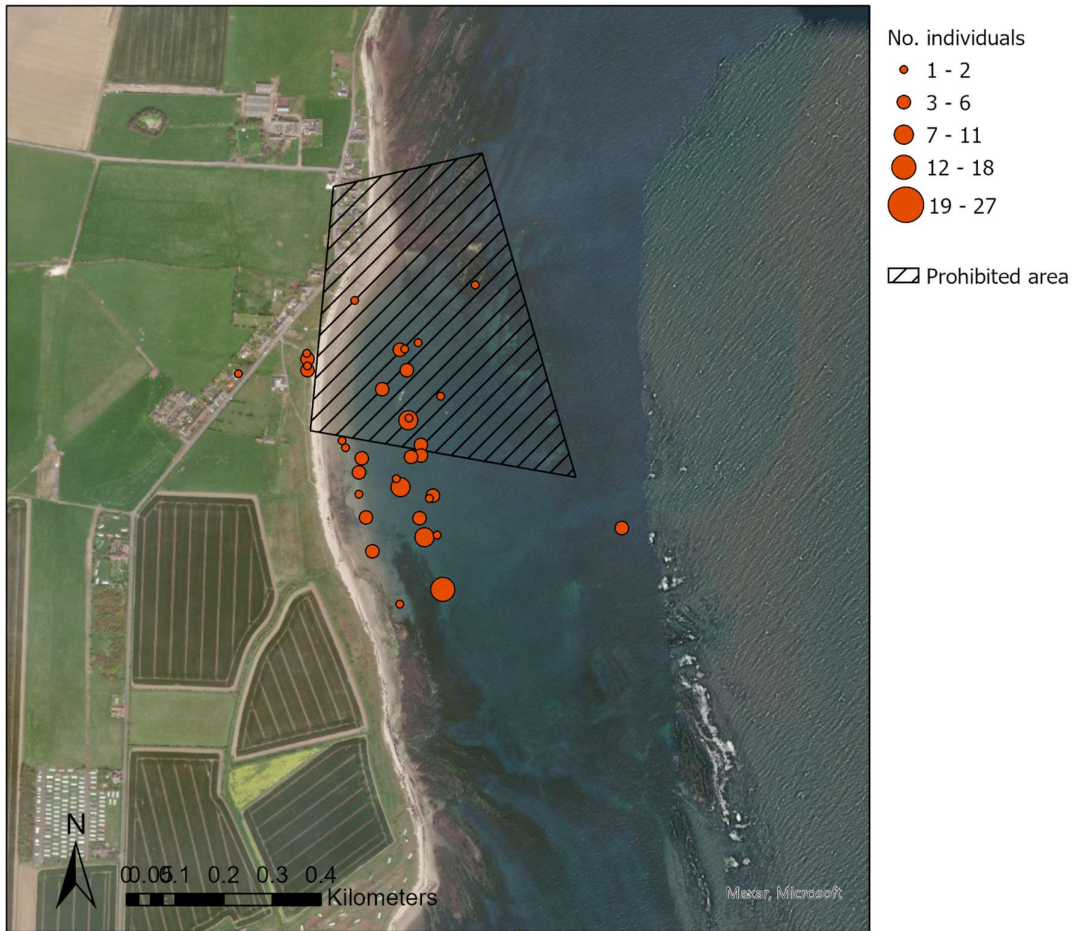 No. individuals
1 - 2
3 - 6
7 - 11
12 - 18
19 - 27
Prohibited area
N
0 0.05 0.1 0.2 0.3 0.4
Kilometers
Maxar, Microsoft